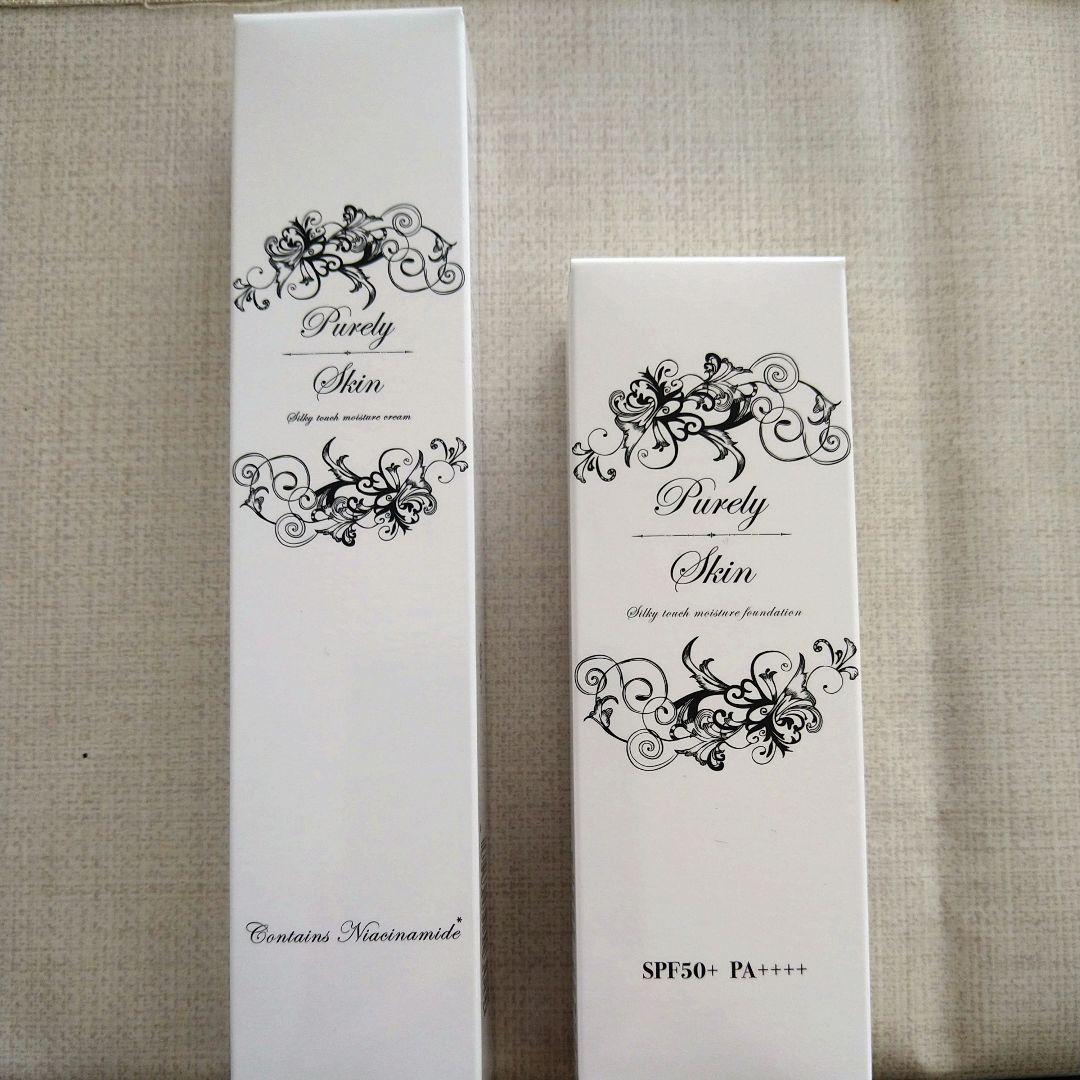 Purely
Skin
Silky touch moisture cream
Contains Niacinamide*
Purely
Skin
Silky touch moisture foundation
SPF50+ PA++++